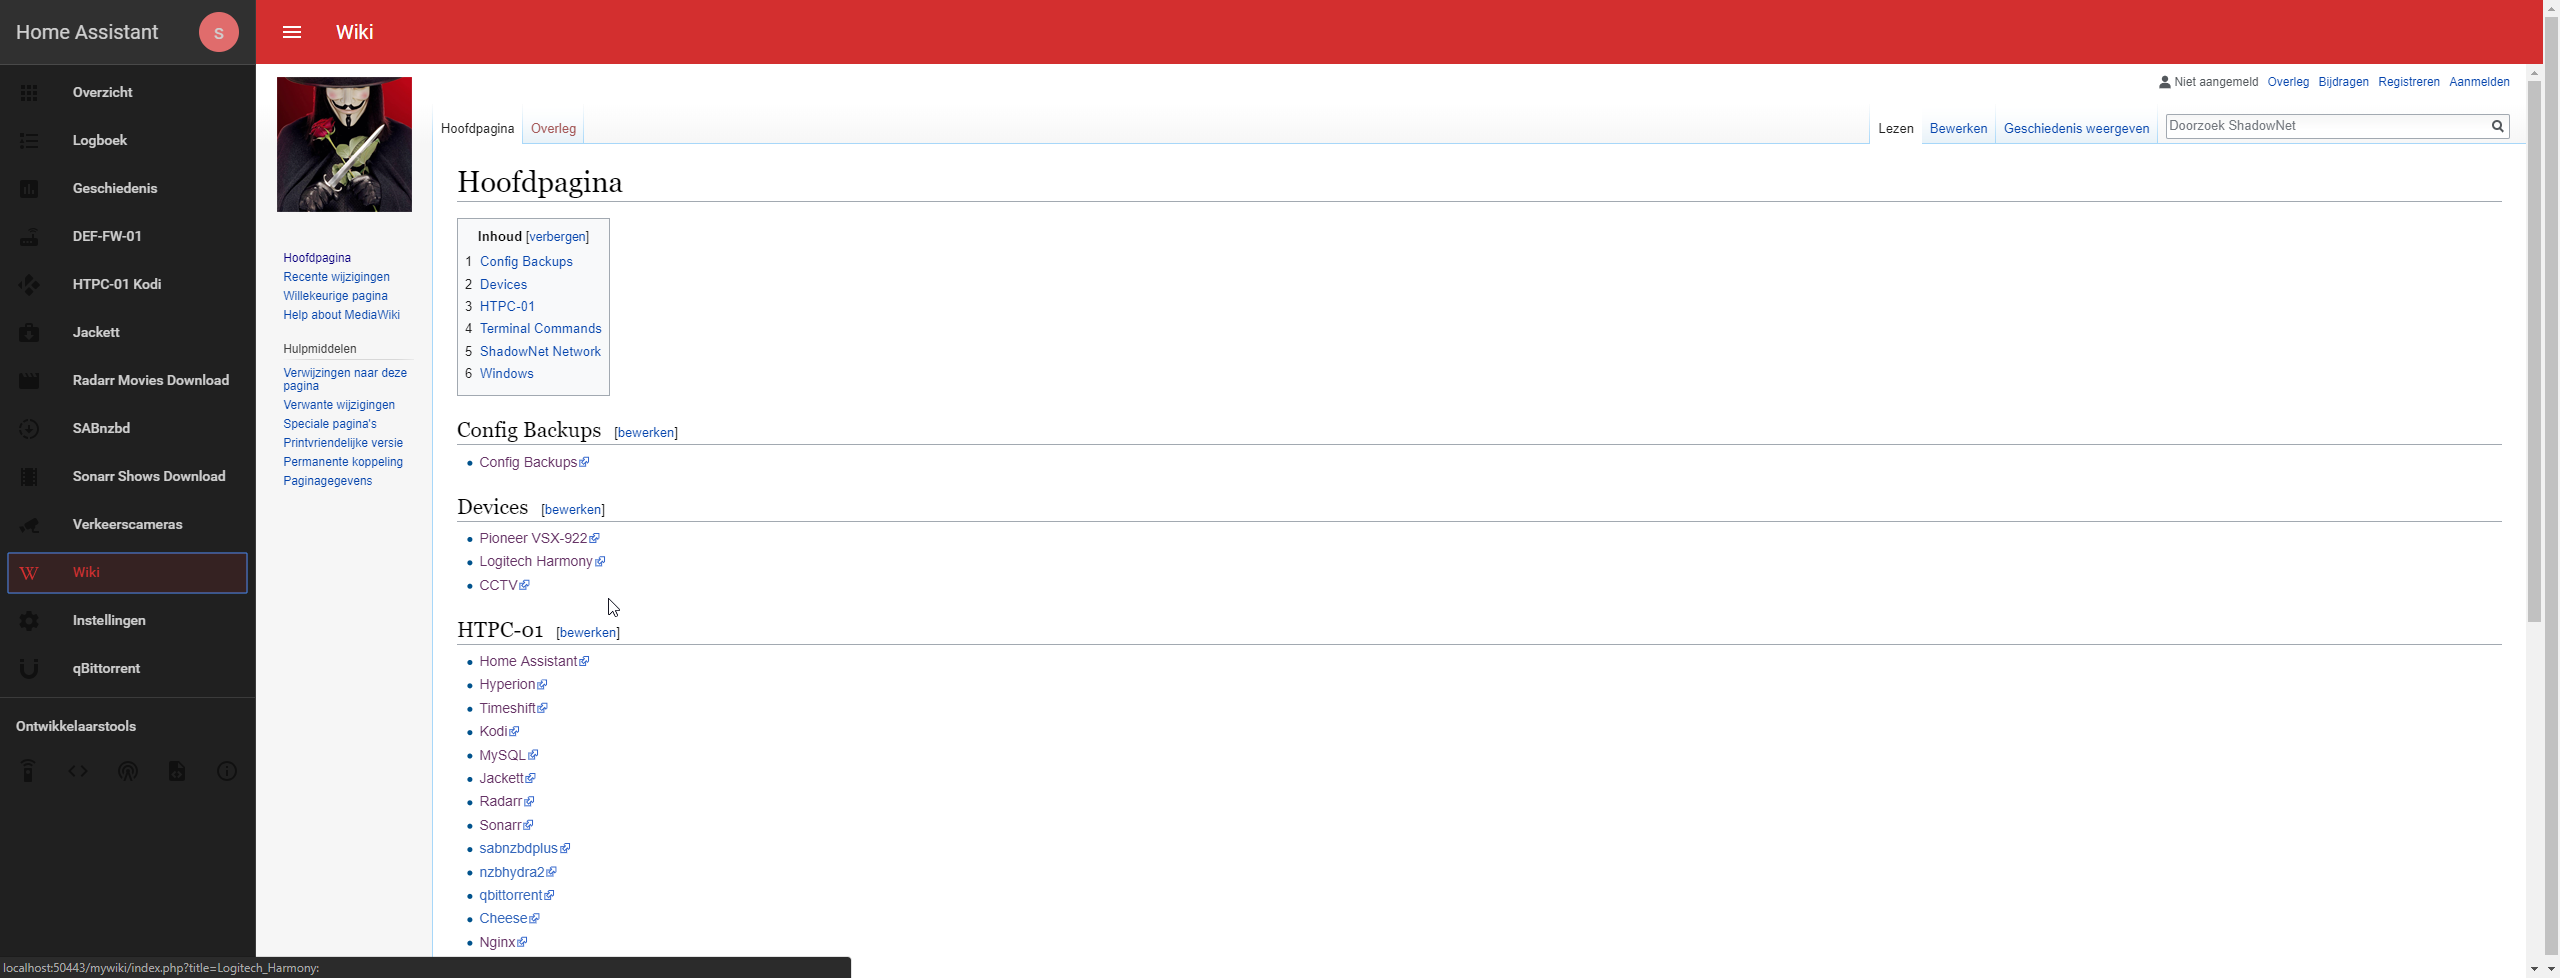 Home Assistant
S
Wiki
Overzicht
Logboek
Geschiedenis
DEF-FW-01
HTPC-01 Kodi
Jackett
Radarr Movies Download
SABnzbd
Sonarr Shows Download
Verkeerscameras
W Wiki
Instellingen
qBittorrent
Ontwikkelaarstools
Hoofdpagina
Recente wijzigingen
Willekeurige pagina
Help about MediaWiki
Hulpmiddelen
Verwijzingen naar deze
pagina
Verwante wijzigingen
Speciale pagina's
Printvriendelijke versie
Permanente koppeling
Paginagegevens
Niet aangemeld Overleg Bijdragen Registreren Aanmelden
Hoofdpagina Overleg Lezen Bewerken Geschiedenis weergeven Doorzoek ShadowNet
Hoofdpagina
Inhoud [verbergen]
1 Config Backups
2 Devices
3 HTPC-01
4 Terminal Commands
5 ShadowNet Network
6 Windows
Config Backups [bewerken]
Config Backups
Devices [bewerken]
Pioneer VSX-922
Logitech Harmony
CCTV
HTPC-01 [bewerken]
Home Assistant
Hyperion
Timeshift
Kodi
MySQL
Jackett
Radarr
Sonarr
sabnzbdplus
nzbhydra2
qbittorrent
Cheese
Nginx
localhost:50443/mywiki/index.php?title=Logitech_Harmony: